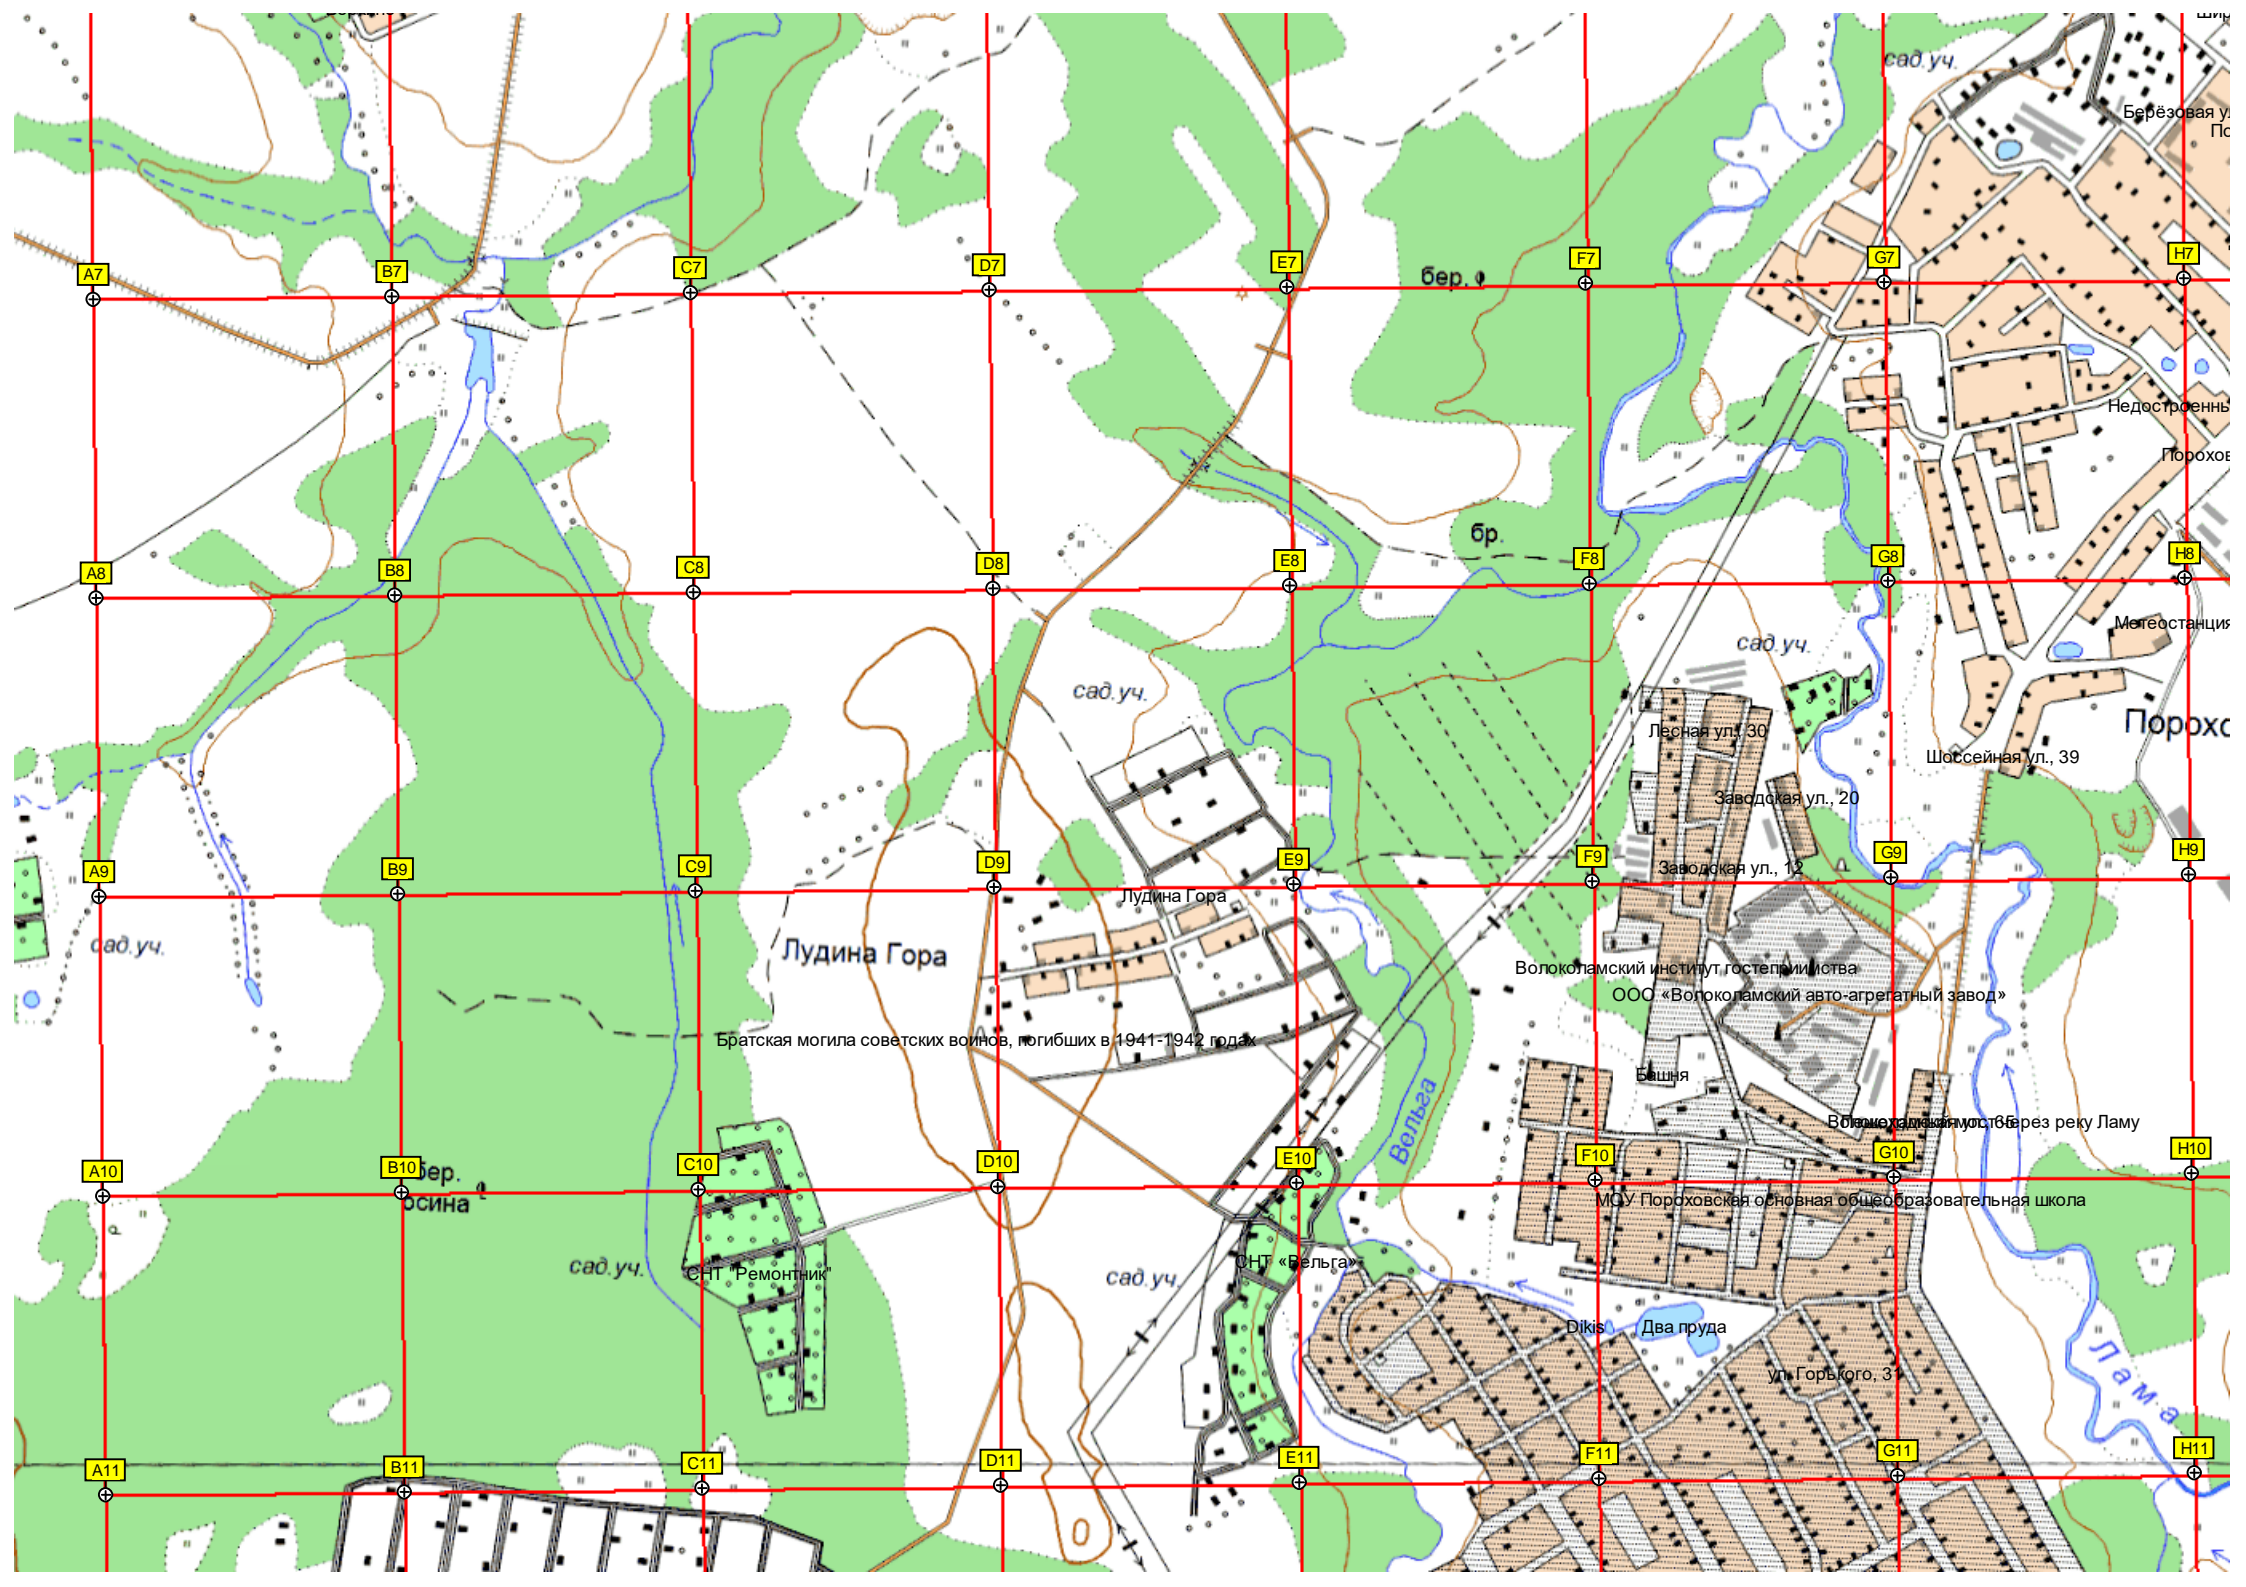 сад.уч.
Берёзовая ул
A7
B7
C7
D7
E7
бер.
F7
G7
H7
Недостроенны
Порохов
бр.
A8
B8
C8
D8
E8
F8
G8
H8
Метеостанция
сад.уч.
сад.уч.
Порохо
Лесная ул., 30
Шоссейная ул., 39
Заводская ул., 20
A9
B9
C9
D9
E9
F9
G9
H9
Заводская ул., 12
Лудина Гора
сад.уч.
Лудина Гора
Волоколамский институт гостеприимства
ООО «Волоколамский авто-агрегатный завод»
Братская могила советских воинов, погибших в 1941-1942 годах
Башня
Вельга
A10
B10
C10
D10
E10
F10
G10
H10
бер.
осина
МОУ Пороховская основная общеобразовательная школа
сад.уч.
СНТ "Ремонтник"
сад.уч.
СНТ «Вельга»
Dikis
Два пруда
ул. Горького, 31
Лама
A11
B11
C11
D11
E11
F11
G11
H11